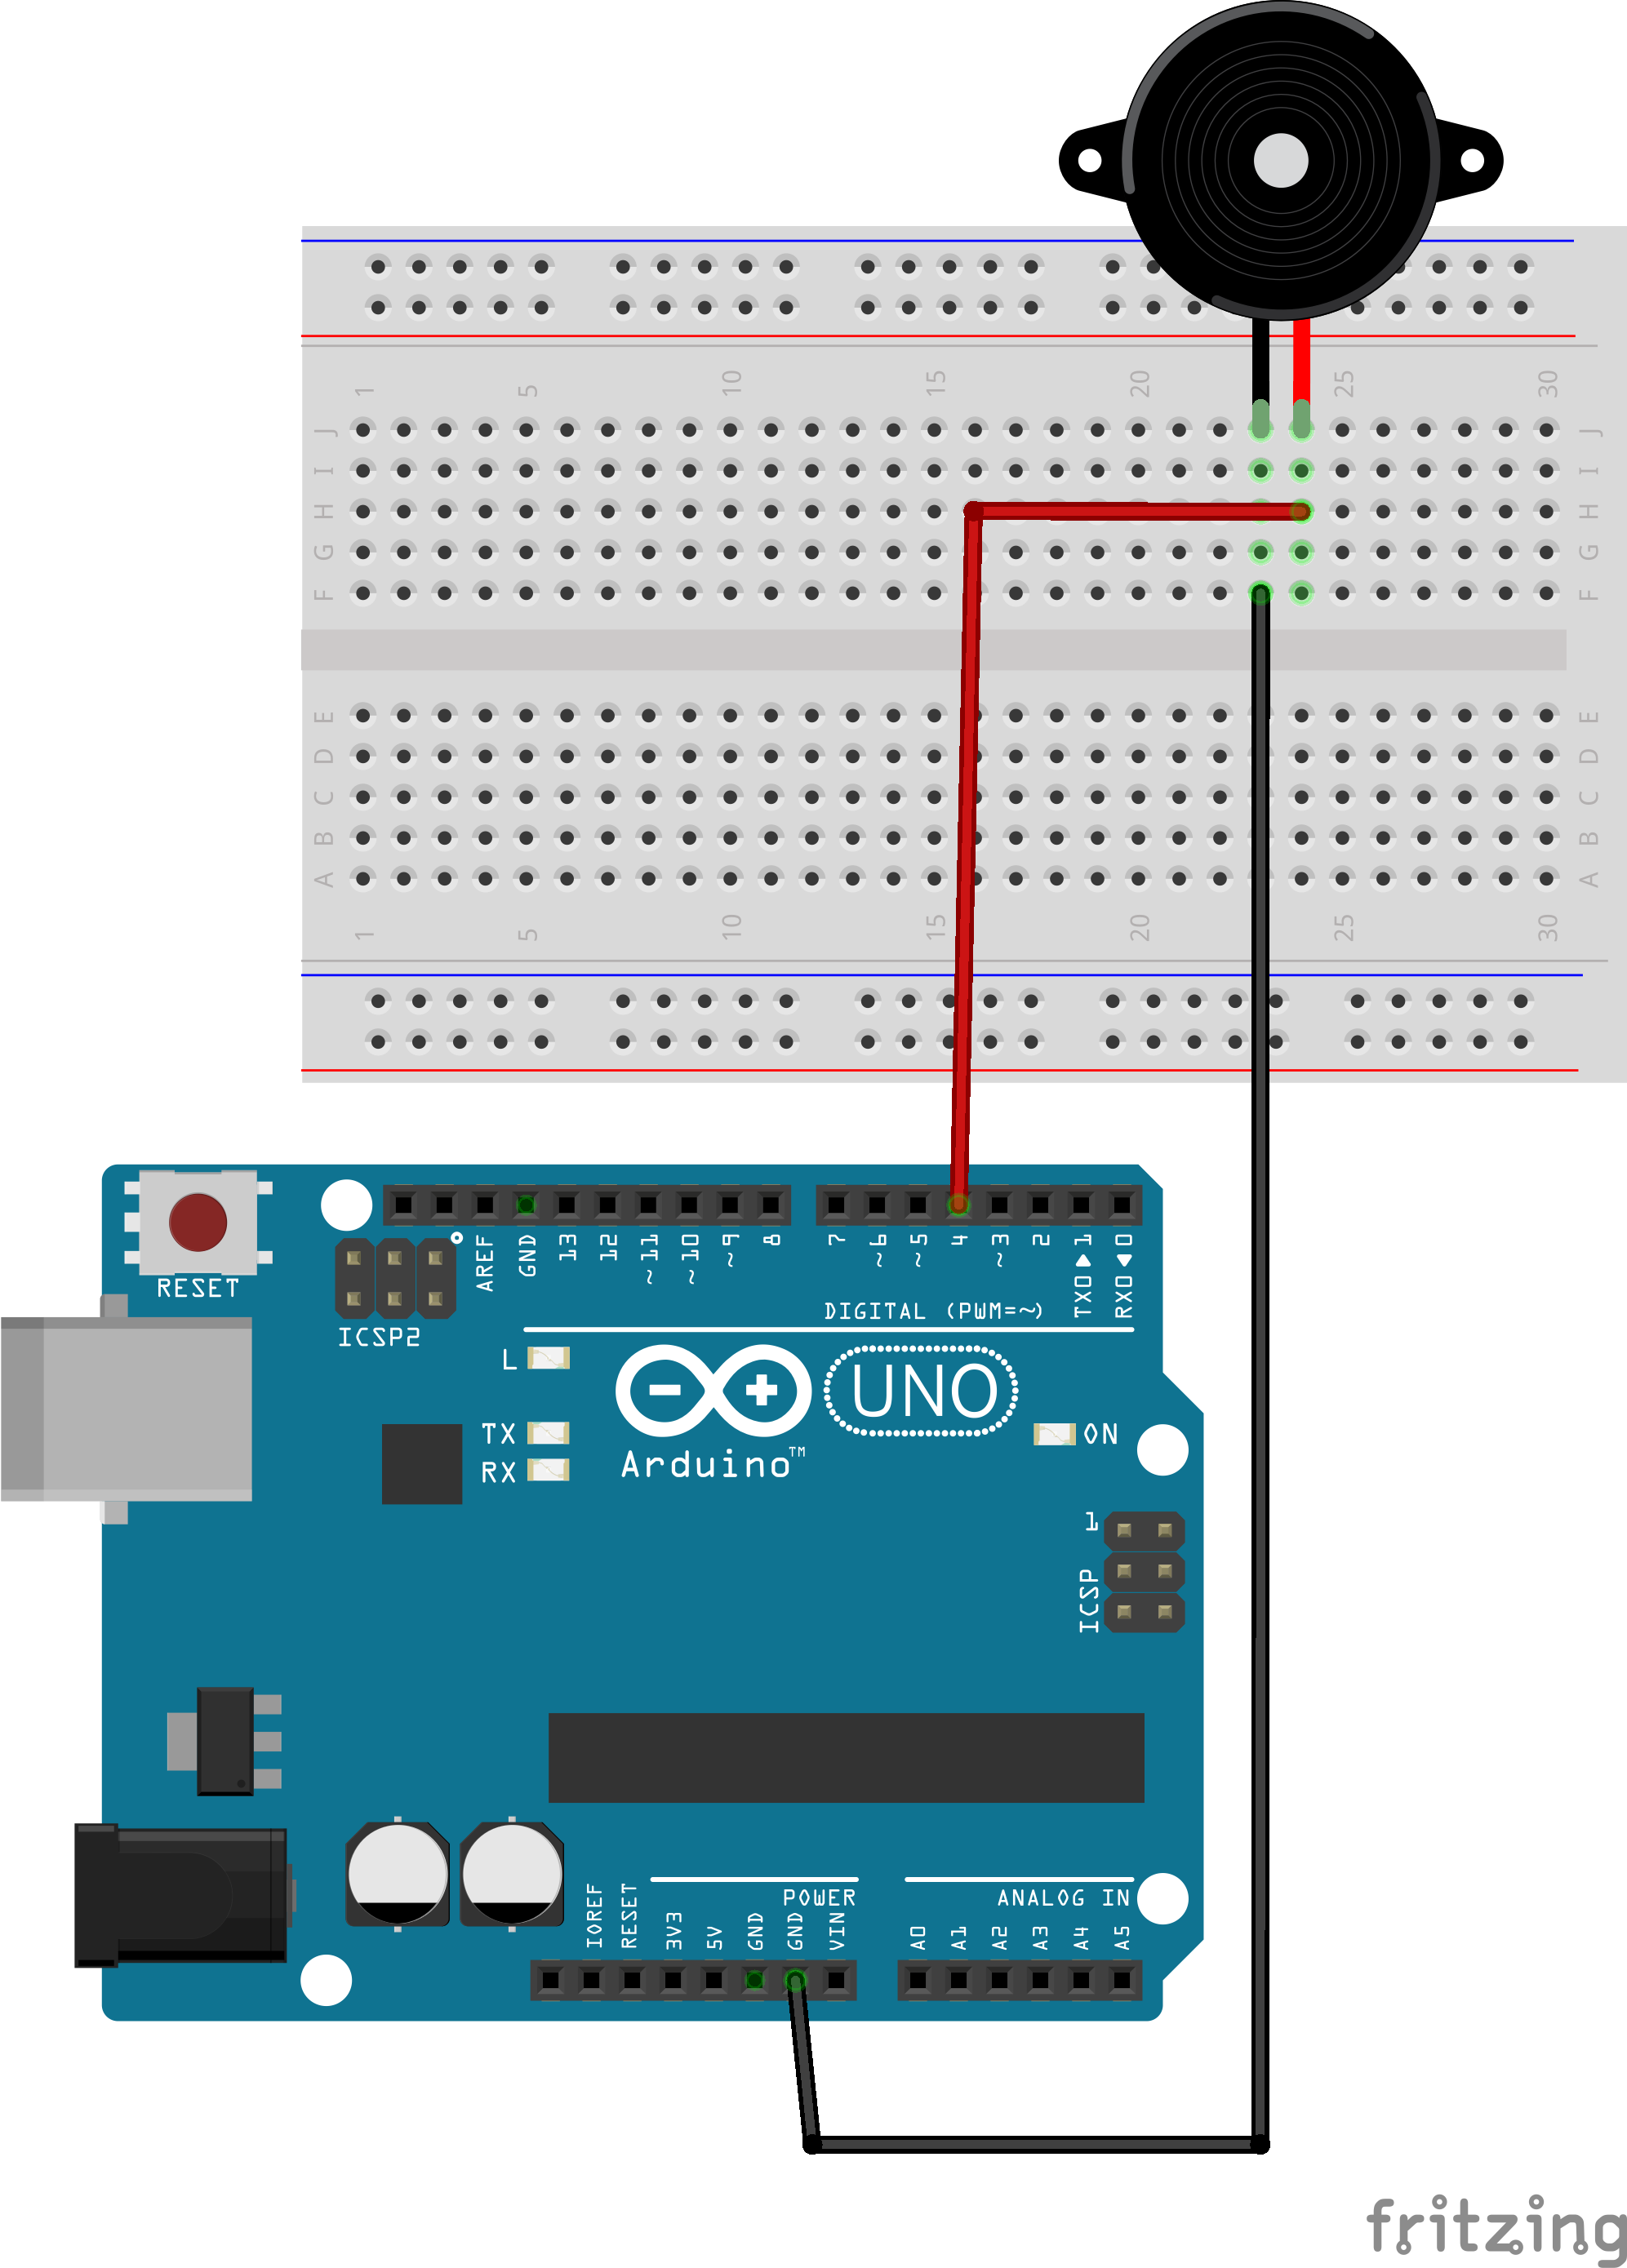 1 5 10 15 20 25 30
J J
I I
H H
G G
F F
E E
D D
C C
B B
A A
1 5 10 15 20 25 30
RESET
ICSP2
AREF GND 13 12 ~11 ~10 ~9 8 7 ~6 ~5 4 ~3 2 TX0▶1 RX0◀0
DIGITAL (PWM=~)
L
TX
RX
UNO
Arduino™
ON
1
ICSP
POWER
ANALOG IN
IOREF RESET 3V3 5V GND GND VIN A0 A1 A2 A3 A4 A5
fritzing